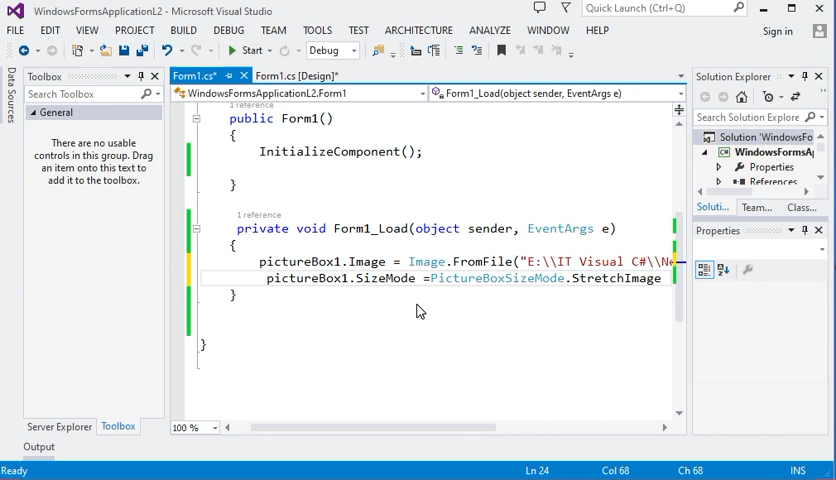 WindowsFormsApplicationL2 - Microsoft Visual Studio
Quick Launch (Ctrl+Q)
FILE EDIT VIEW PROJECT BUILD DEBUG TEAM TOOLS TEST ARCHITECTURE ANALYZE WINDOW HELP
Sign in
Start
Debug
Data Sources
Toolbox
Search Toolbox
General
There are no usable
controls in this group. Drag
an item onto this text to
add it to the toolbox.
Server Explorer Toolbox
Form1.cs* Form1.cs [Design]*
WindowsFormsApplicationL2.Form1
Form1_Load(object sender, EventArgs e)
1 reference
public Form1()
{
InitializeComponent();
}
1 reference
private void Form1_Load(object sender, EventArgs e)
{
pictureBox1.Image = Image.FromFile("E:\\IT Visual C#\\Ne
pictureBox1.SizeMode =PictureBoxSizeMode.StretchImage
}
}
100 %
Solution Explorer
Search Solution Explorer
Solution 'WindowsFo
C# WindowsFormsAp
Properties
References
Soluti... Team... Class...
Properties
Output
Ready
Ln 24
Col 68
Ch 68
INS